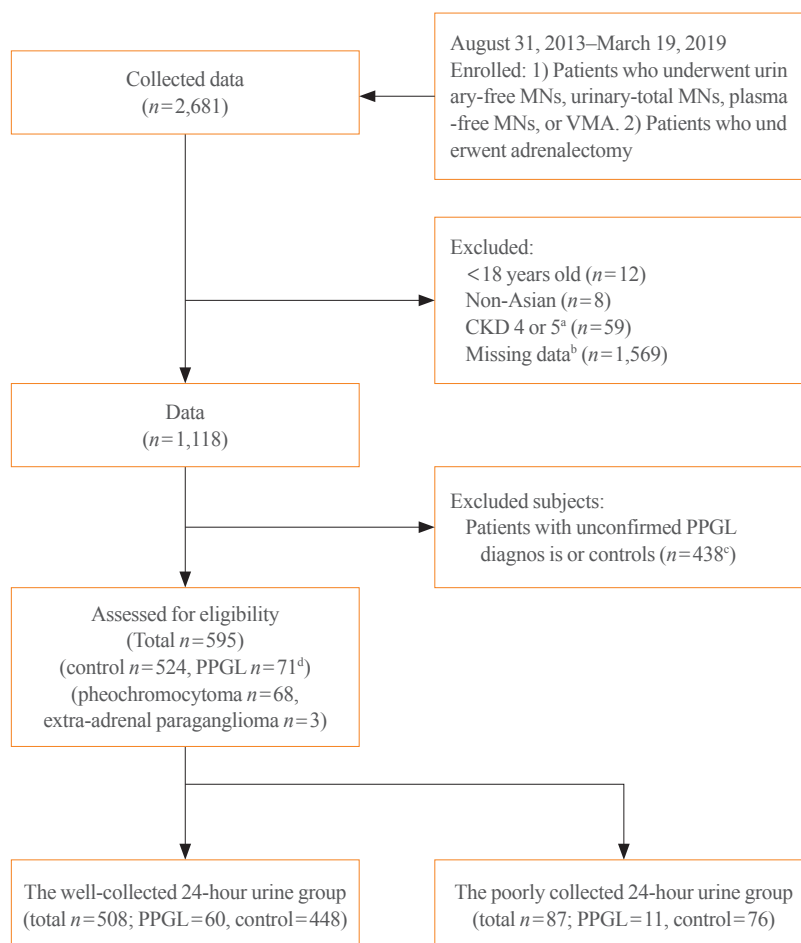 August 31, 2013–March 19, 2019
Enrolled: 1) Patients who underwent urin
ary-free MNs, urinary-total MNs, plasma
-free MNs, or VMA. 2) Patients who und
erwent adrenalectomy
Collected data
(n=2,681)
Excluded:
<18 years old (n=12)
Non-Asian (n=8)
CKD 4 or 5ᵃ (n=59)
Missing dataᵇ (n=1,569)
Data
(n=1,118)
Excluded subjects:
Patients with unconfirmed PPGL
diagnos is or controls (n=438ᶜ)
Assessed for eligibility
(Total n=595)
(control n=524, PPGL n=71ᵈ)
(pheochromocytoma n=68,
extra-adrenal paraganglioma n=3)
The well-collected 24-hour urine group
(total n=508; PPGL=60, control=448)
The poorly collected 24-hour urine group
(total n=87; PPGL=11, control=76)